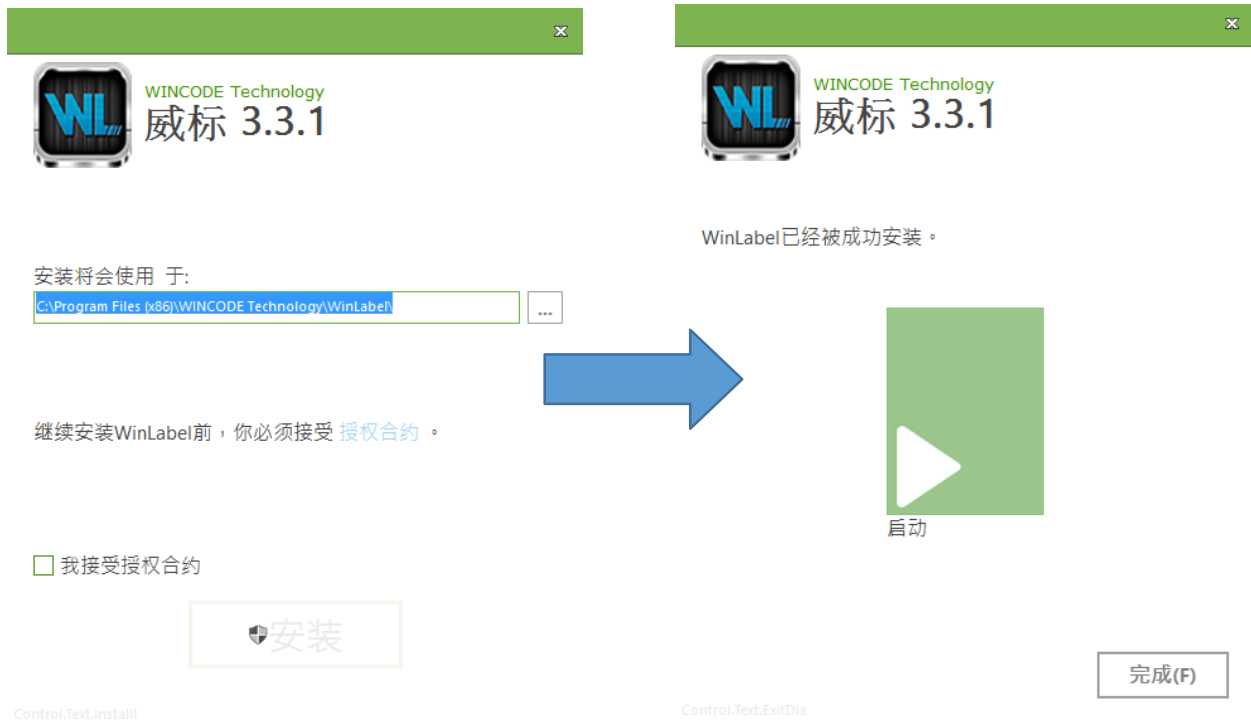 WINCODE Technology
威标 3.3.1
安装将会使用 于:
C:\Program Files (x86)\WINCODE Technology\WinLabel\
...
继续安装WinLabel前，你必须接受 授权合约 。
我接受授权合约
安装
Control.Text.Installl
WINCODE Technology
威标 3.3.1
WinLabel已经被成功安装。
启动
完成(F)
Control.Text.ExitDia